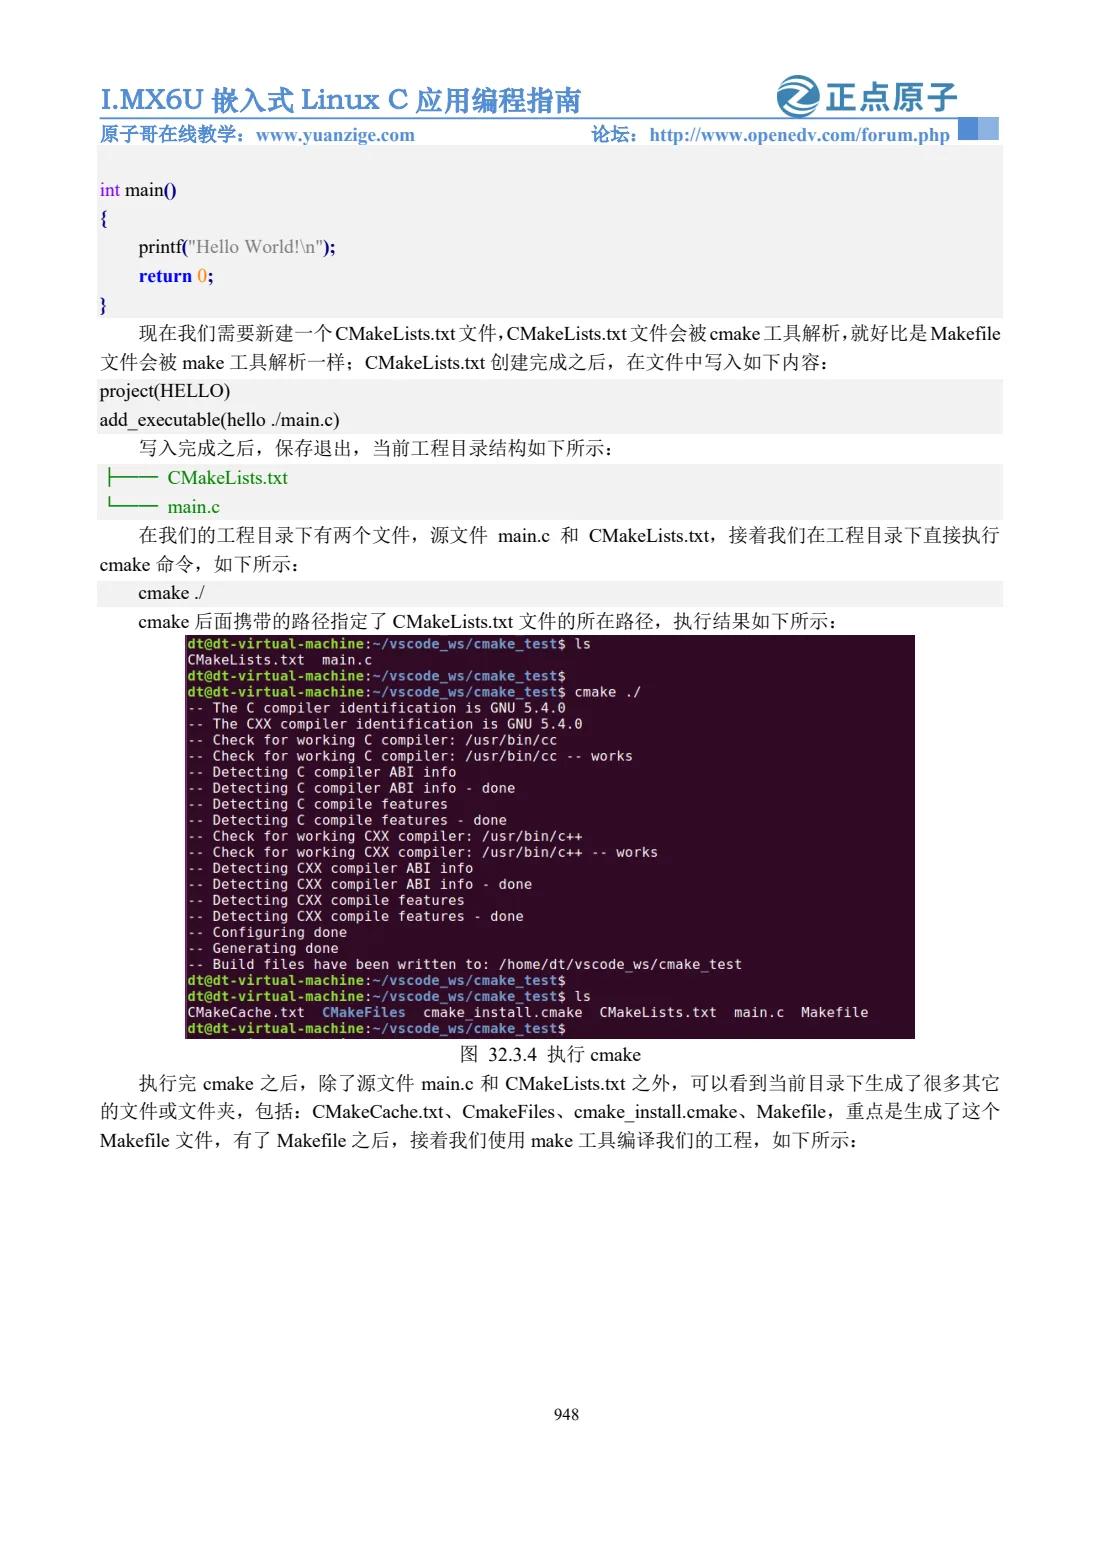 I.MX6U 嵌入式 Linux C 应用编程指南
正点原子
原子哥在线教学：www.yuanzige.com 论坛：http://www.openedv.com/forum.php
int main()
{
printf("Hello World!\n");
return 0;
}
现在我们需要新建一个 CMakeLists.txt 文件，CMakeLists.txt 文件会被 cmake 工具解析，就好比是 Makefile
文件会被 make 工具解析一样；CMakeLists.txt 创建完成之后，在文件中写入如下内容：
project(HELLO)
add_executable(hello ./main.c)
写入完成之后，保存退出，当前工程目录结构如下所示：
├── CMakeLists.txt
└── main.c
在我们的工程目录下有两个文件，源文件 main.c 和 CMakeLists.txt，接着我们在工程目录下直接执行
cmake 命令，如下所示：
cmake ./
cmake 后面携带的路径指定了 CMakeLists.txt 文件的所在路径，执行结果如下所示：
dt@dt-virtual-machine:~/vscode_ws/cmake_test$ ls
CMakeLists.txt  main.c
dt@dt-virtual-machine:~/vscode_ws/cmake_test$
dt@dt-virtual-machine:~/vscode_ws/cmake_test$ cmake ./
-- The C compiler identification is GNU 5.4.0
-- The CXX compiler identification is GNU 5.4.0
-- Check for working C compiler: /usr/bin/cc
-- Check for working C compiler: /usr/bin/cc -- works
-- Detecting C compiler ABI info
-- Detecting C compiler ABI info - done
-- Detecting C compile features
-- Detecting C compile features - done
-- Check for working CXX compiler: /usr/bin/c++
-- Check for working CXX compiler: /usr/bin/c++ -- works
-- Detecting CXX compiler ABI info
-- Detecting CXX compiler ABI info - done
-- Detecting CXX compile features
-- Detecting CXX compile features - done
-- Configuring done
-- Generating done
-- Build files have been written to: /home/dt/vscode_ws/cmake_test
dt@dt-virtual-machine:~/vscode_ws/cmake_test$
dt@dt-virtual-machine:~/vscode_ws/cmake_test$ ls
CMakeCache.txt  CMakeFiles  cmake_install.cmake  CMakeLists.txt  main.c  Makefile
dt@dt-virtual-machine:~/vscode_ws/cmake_test$
图 32.3.4 执行 cmake
执行完 cmake 之后，除了源文件 main.c 和 CMakeLists.txt 之外，可以看到当前目录下生成了很多其它
的文件或文件夹，包括：CMakeCache.txt、CmakeFiles、cmake_install.cmake、Makefile，重点是生成了这个
Makefile 文件，有了 Makefile 之后，接着我们使用 make 工具编译我们的工程，如下所示：
948